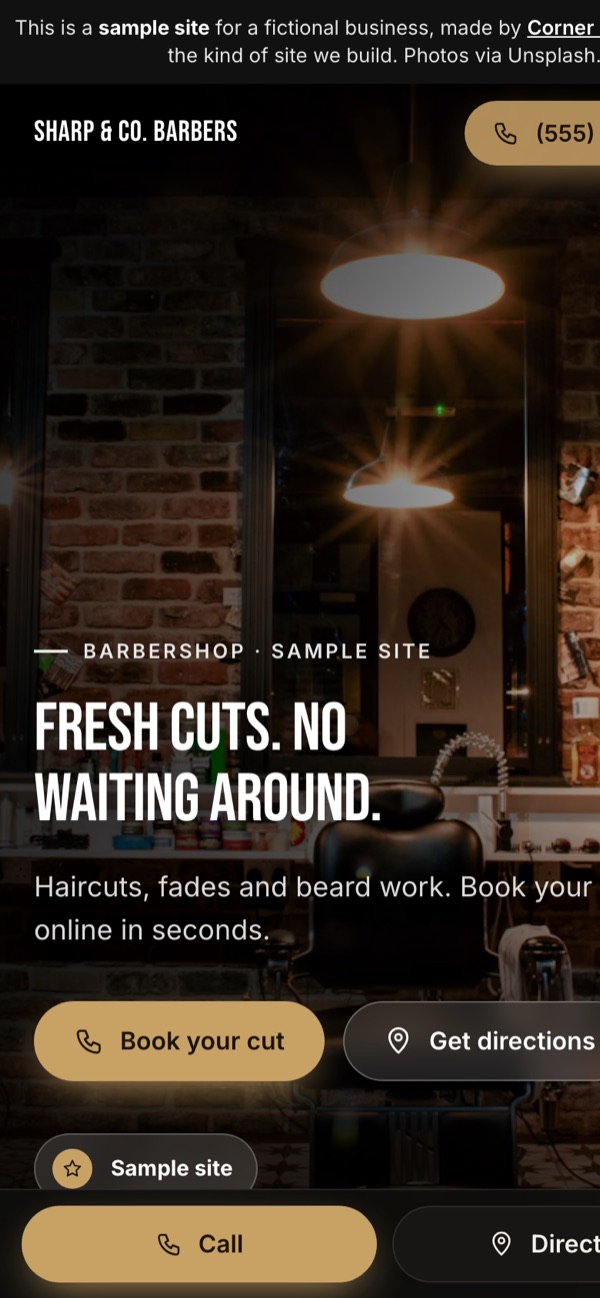 This is a sample site for a fictional business, made by Corner
the kind of site we build. Photos via Unsplash.
SHARP & CO. BARBERS
(555)
BARBERSHOP · SAMPLE SITE
FRESH CUTS. NO
WAITING AROUND.
Haircuts, fades and beard work. Book your
online in seconds.
Book your cut
Get directions
Sample site
Call
Direct